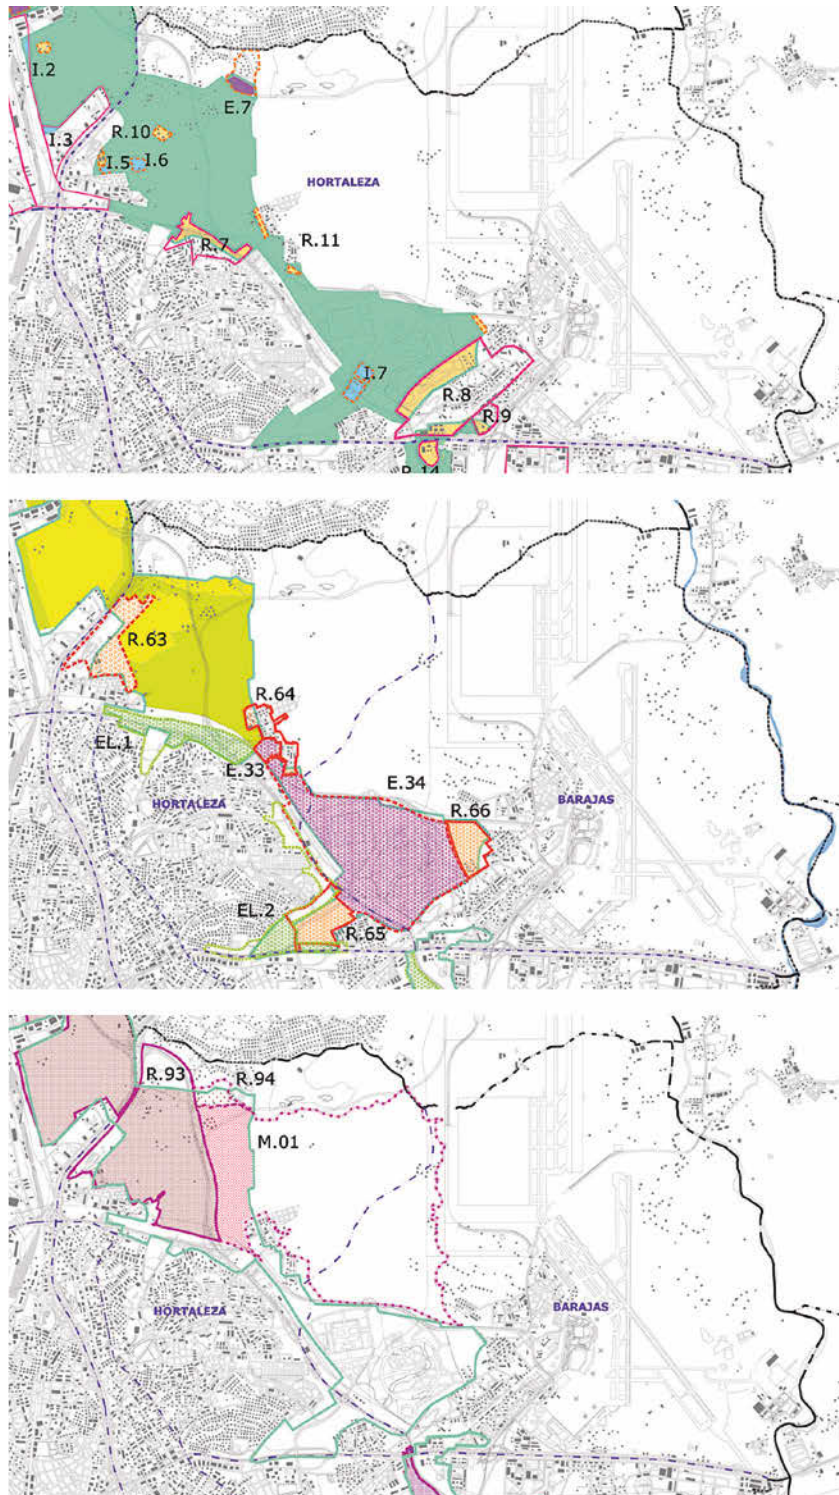 I.2
E.7
I.3
R.10
I.5
I.6
HORTALEZA
R.7
R.11
I.7
R.8
R.9
R.14
R.63
R.64
EL.1
E.33
E.34
HORTALEZA
BARAJAS
R.66
EL.2
R.65
R.93
R.94
M.01
HORTALEZA
BARAJAS